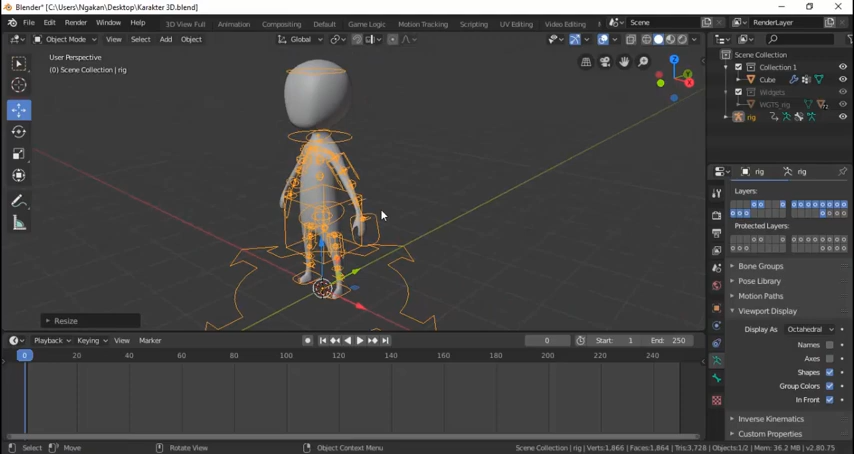 Blender* [C:\Users\Ngakan\Desktop\Karakter 3D.blend]
File Edit Render Window Help 3D View Full Animation Compositing Default Game Logic Motion Tracking Scripting UV Editing Video Editing Scene RenderLayer
Object Mode View Select Add Object Global
User Perspective
(0) Scene Collection | rig
Resize
Z
Y
X
Scene Collection
Collection 1
Cube
Widgets
WGTS_rig
72
rig
rig rig
Layers:
Protected Layers:
Bone Groups
Pose Library
Motion Paths
Viewport Display
Display As Octahedral
Names
Axes
Shapes
Group Colors
In Front
Inverse Kinematics
Custom Properties
Playback Keying View Marker 0 Start: 1 End: 250
0 20 40 60 80 100 120 140 160 180 200 220 240
Select Move Rotate View Object Context Menu Scene Collection | rig | Verts:1,866 | Faces:1,864 | Tris:3,728 | Objects:1/2 | Mem: 36.2 MB | v2.80.75